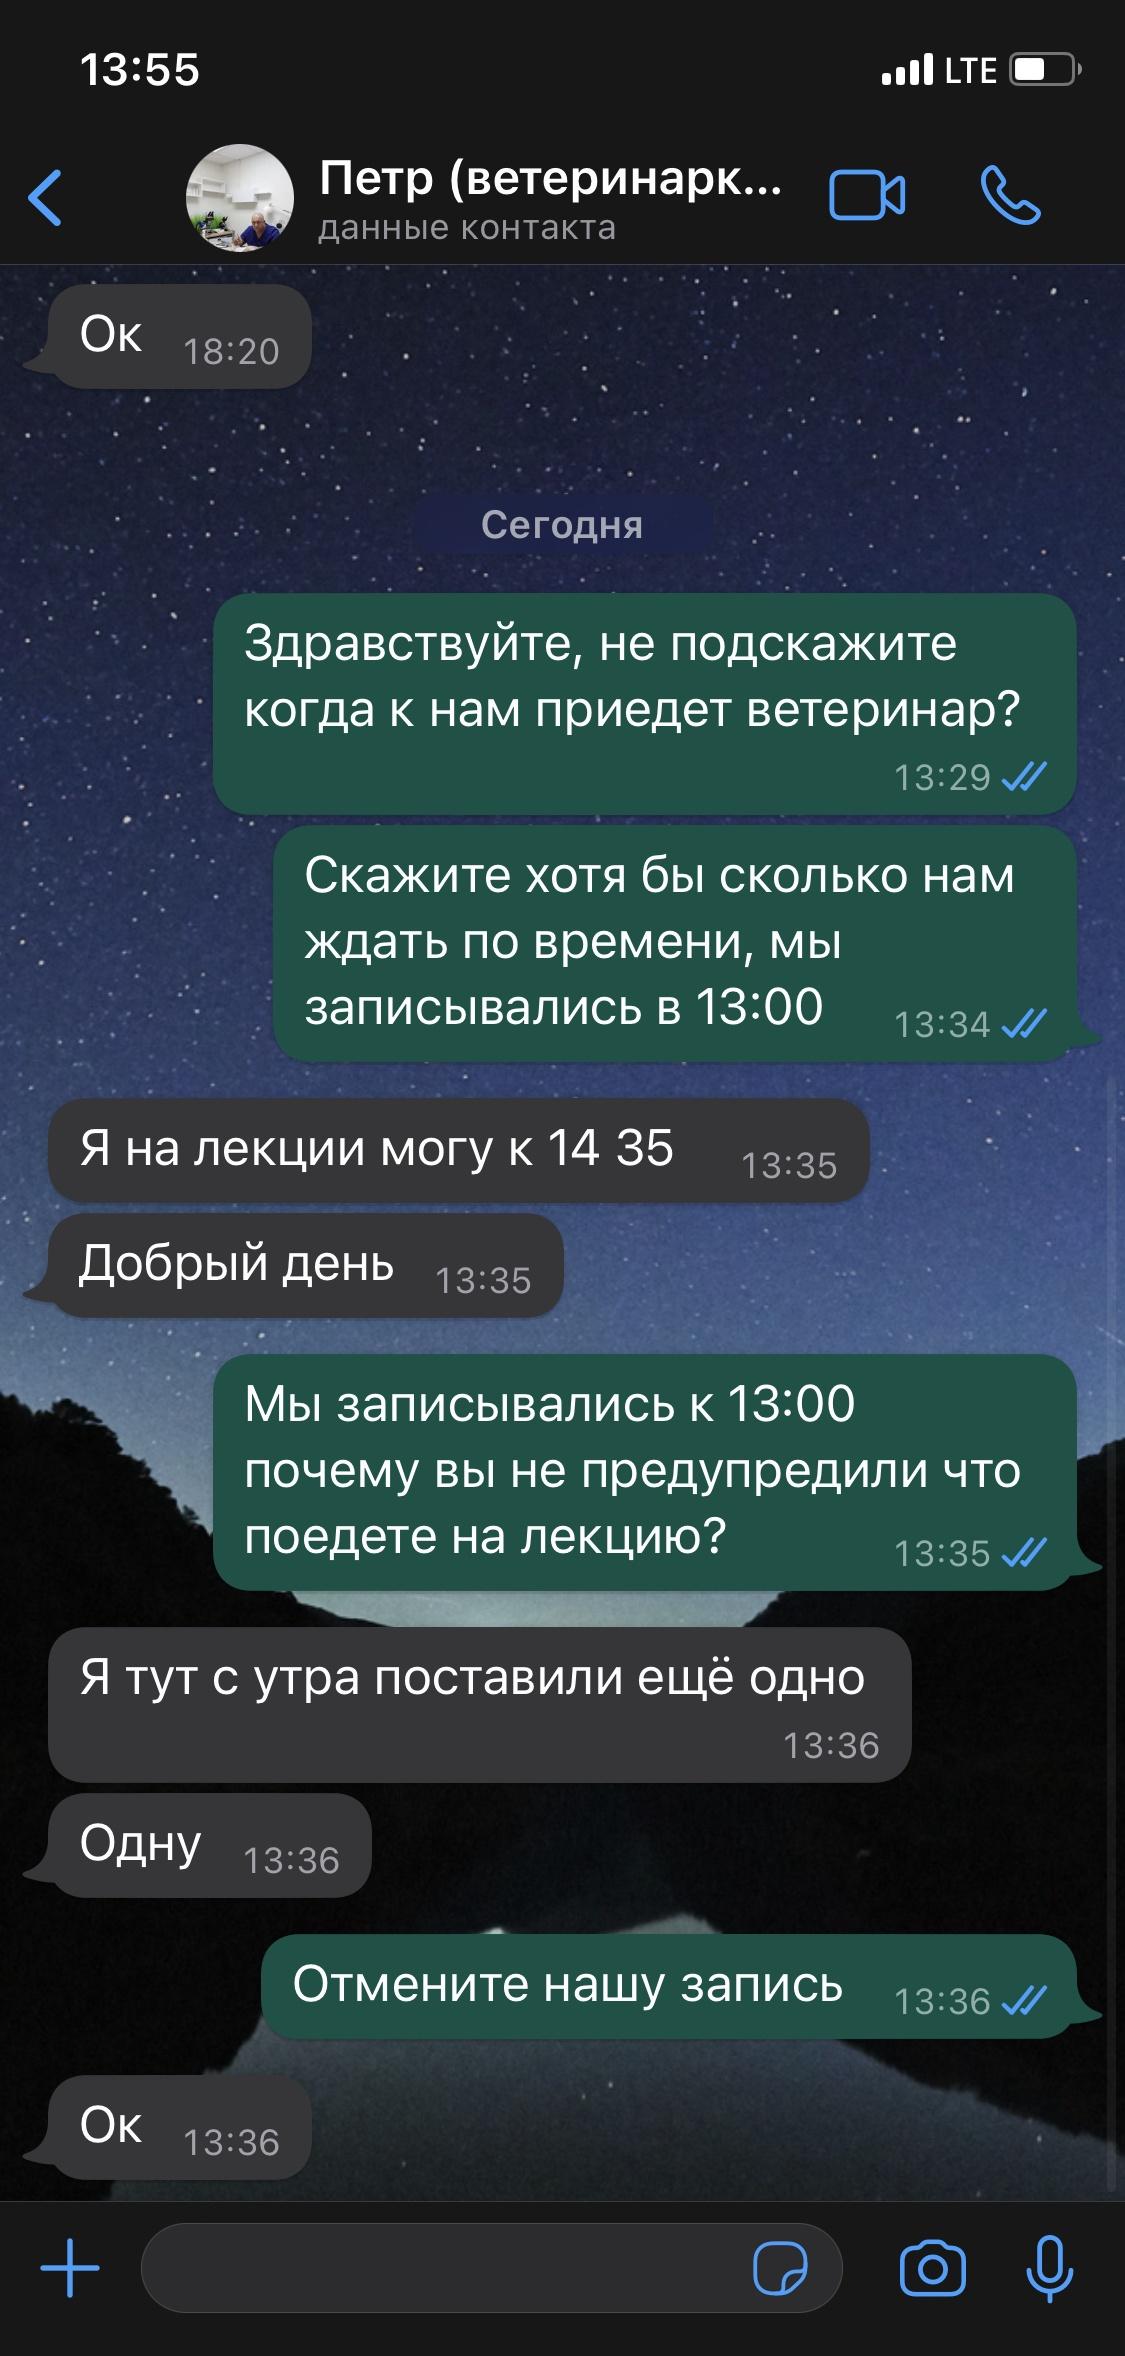 13:55
LTE
Петр (ветеринарк...
данные контакта
Ок 18:20
Сегодня
Здравствуйте, не подскажите
когда к нам приедет ветеринар?
13:29
Скажите хотя бы сколько нам
ждать по времени, мы
записывались в 13:00 13:34
Я на лекции могу к 14 35 13:35
Добрый день 13:35
Мы записывались к 13:00
почему вы не предупредили что
поедете на лекцию? 13:35
Я тут с утра поставили ещё одно
13:36
Одну 13:36
Отмените нашу запись 13:36
Ок 13:36